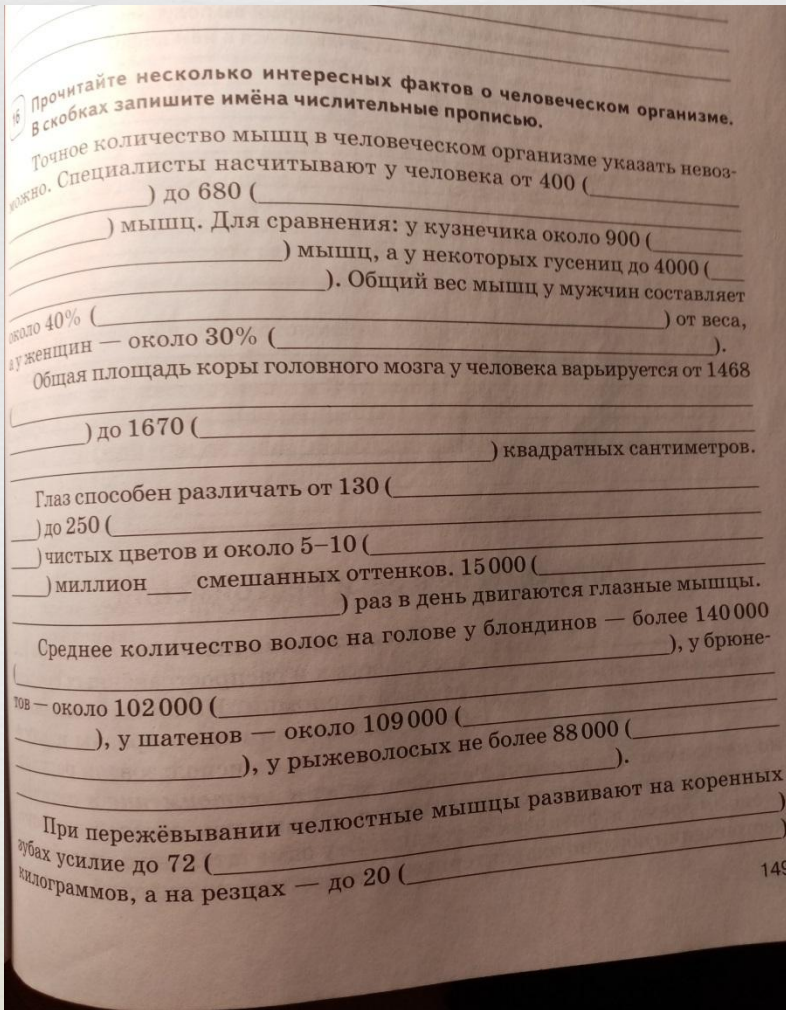 16 Прочитайте несколько интересных фактов о человеческом организме.
В скобках запишите имёна числительные прописью.
Точное количество мышц в человеческом организме указать невоз-
можно. Специалисты насчитывают у человека от 400 (
) до 680 (
) мышц. Для сравнения: у кузнечика около 900 (
) мышц, а у некоторых гусениц до 4000 (
). Общий вес мышц у мужчин составляет
около 40% ( ) от веса,
а у женщин — около 30% ( ).
Общая площадь коры головного мозга у человека варьируется от 1468
(
) до 1670 (
) квадратных сантиметров.
Глаз способен различать от 130 (
) до 250 (
) чистых цветов и около 5–10 (
) миллион____ смешанных оттенков. 15 000 (
) раз в день двигаются глазные мышцы.
Среднее количество волос на голове у блондинов — более 140 000
( ), у брюне-
тов — около 102 000 (
), у шатенов — около 109 000 (
), у рыжеволосых не более 88 000 (
).
При пережёвывании челюстные мышцы развивают на коренных
зубах усилие до 72 ( )
килограммов, а на резцах — до 20 ( )
149